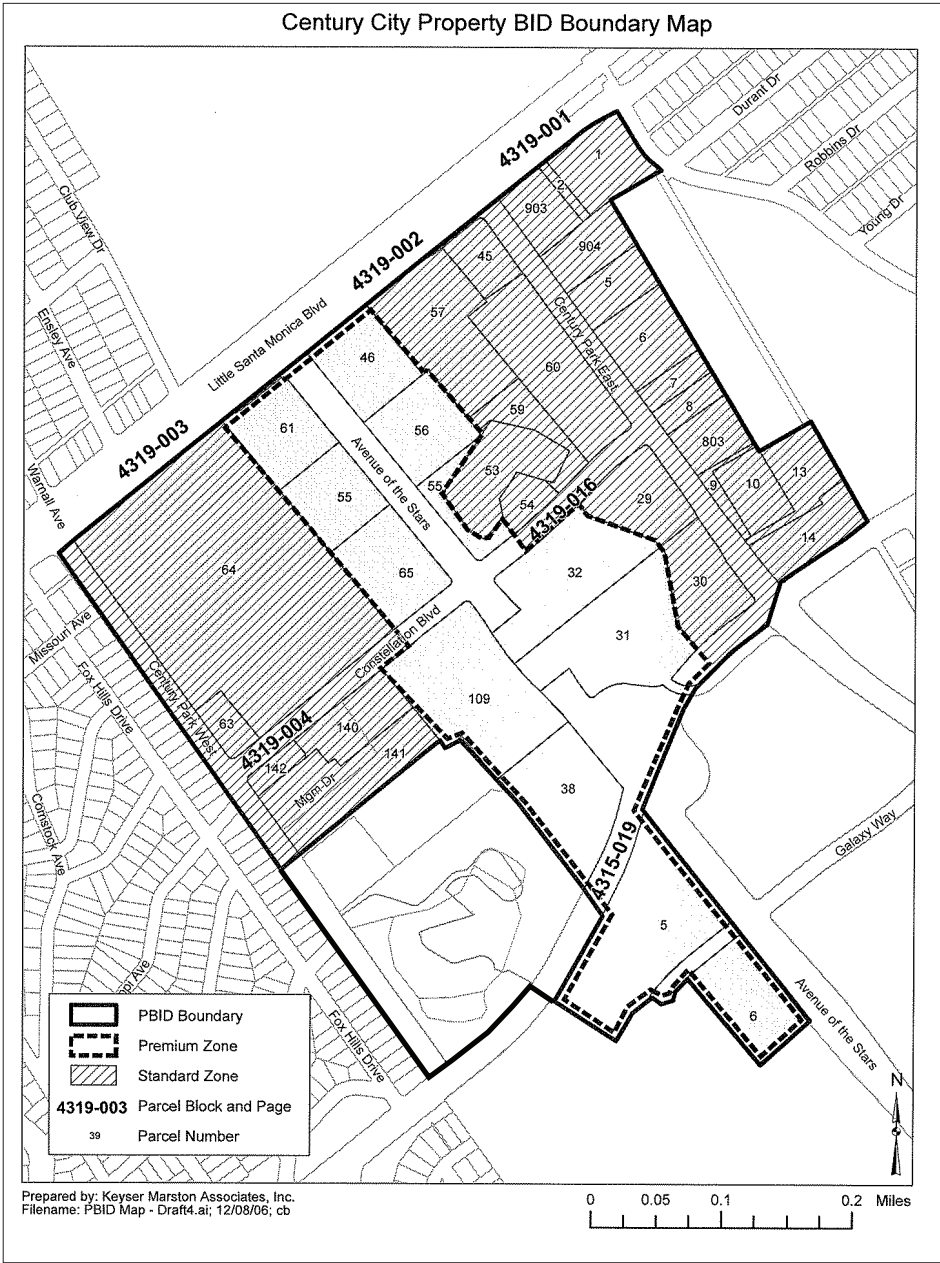 Century City Property BID Boundary Map
Durant Dr
Robbins Dr
Young Dr
4319-001
1
2
903
904
45
5
4319-002
57
Century Park East
6
Club View Dr
Ensley Ave
Little Santa Monica Blvd
46
60
7
8
59
803
61
56
Avenue of the Stars
53
13
4319-003
55
55
54
4319-016
29
9
10
14
Warnall Ave
64
65
32
30
31
Missouri Ave
Constellation Blvd
Fox Hills Drive
Century Park West
63
109
4319-004
140
142
141
Mgm Dr
38
Comstock Ave
4315-019
Galaxy Way
5
6
Avenue of the Stars
Fox Hills Drive
PBID Boundary
Premium Zone
Standard Zone
4319-003 Parcel Block and Page
39 Parcel Number
N
Prepared by: Keyser Marston Associates, Inc.
Filename: PBID Map - Draft4.ai; 12/08/06; cb
0 0.05 0.1 0.2 Miles